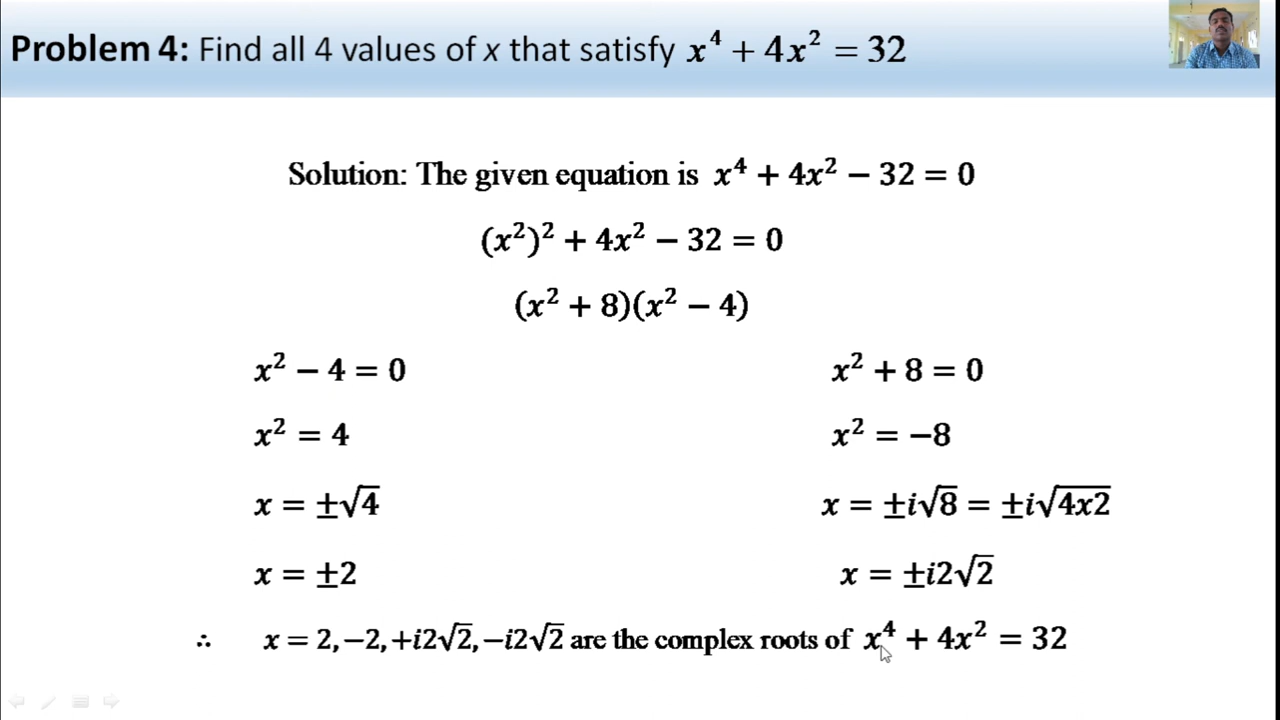 Problem 4: Find all 4 values of x that satisfy x⁴ + 4x² = 32
Solution: The given equation is x⁴ + 4x² − 32 = 0
(x²)² + 4x² − 32 = 0
(x² + 8)(x² − 4)
x² − 4 = 0
x² = 4
x = ±√4
x = ±2
x² + 8 = 0
x² = −8
x = ±i√8 = ±i√4x2
x = ±i2√2
∴ x = 2, −2, +i2√2, −i2√2 are the complex roots of x⁴ + 4x² = 32